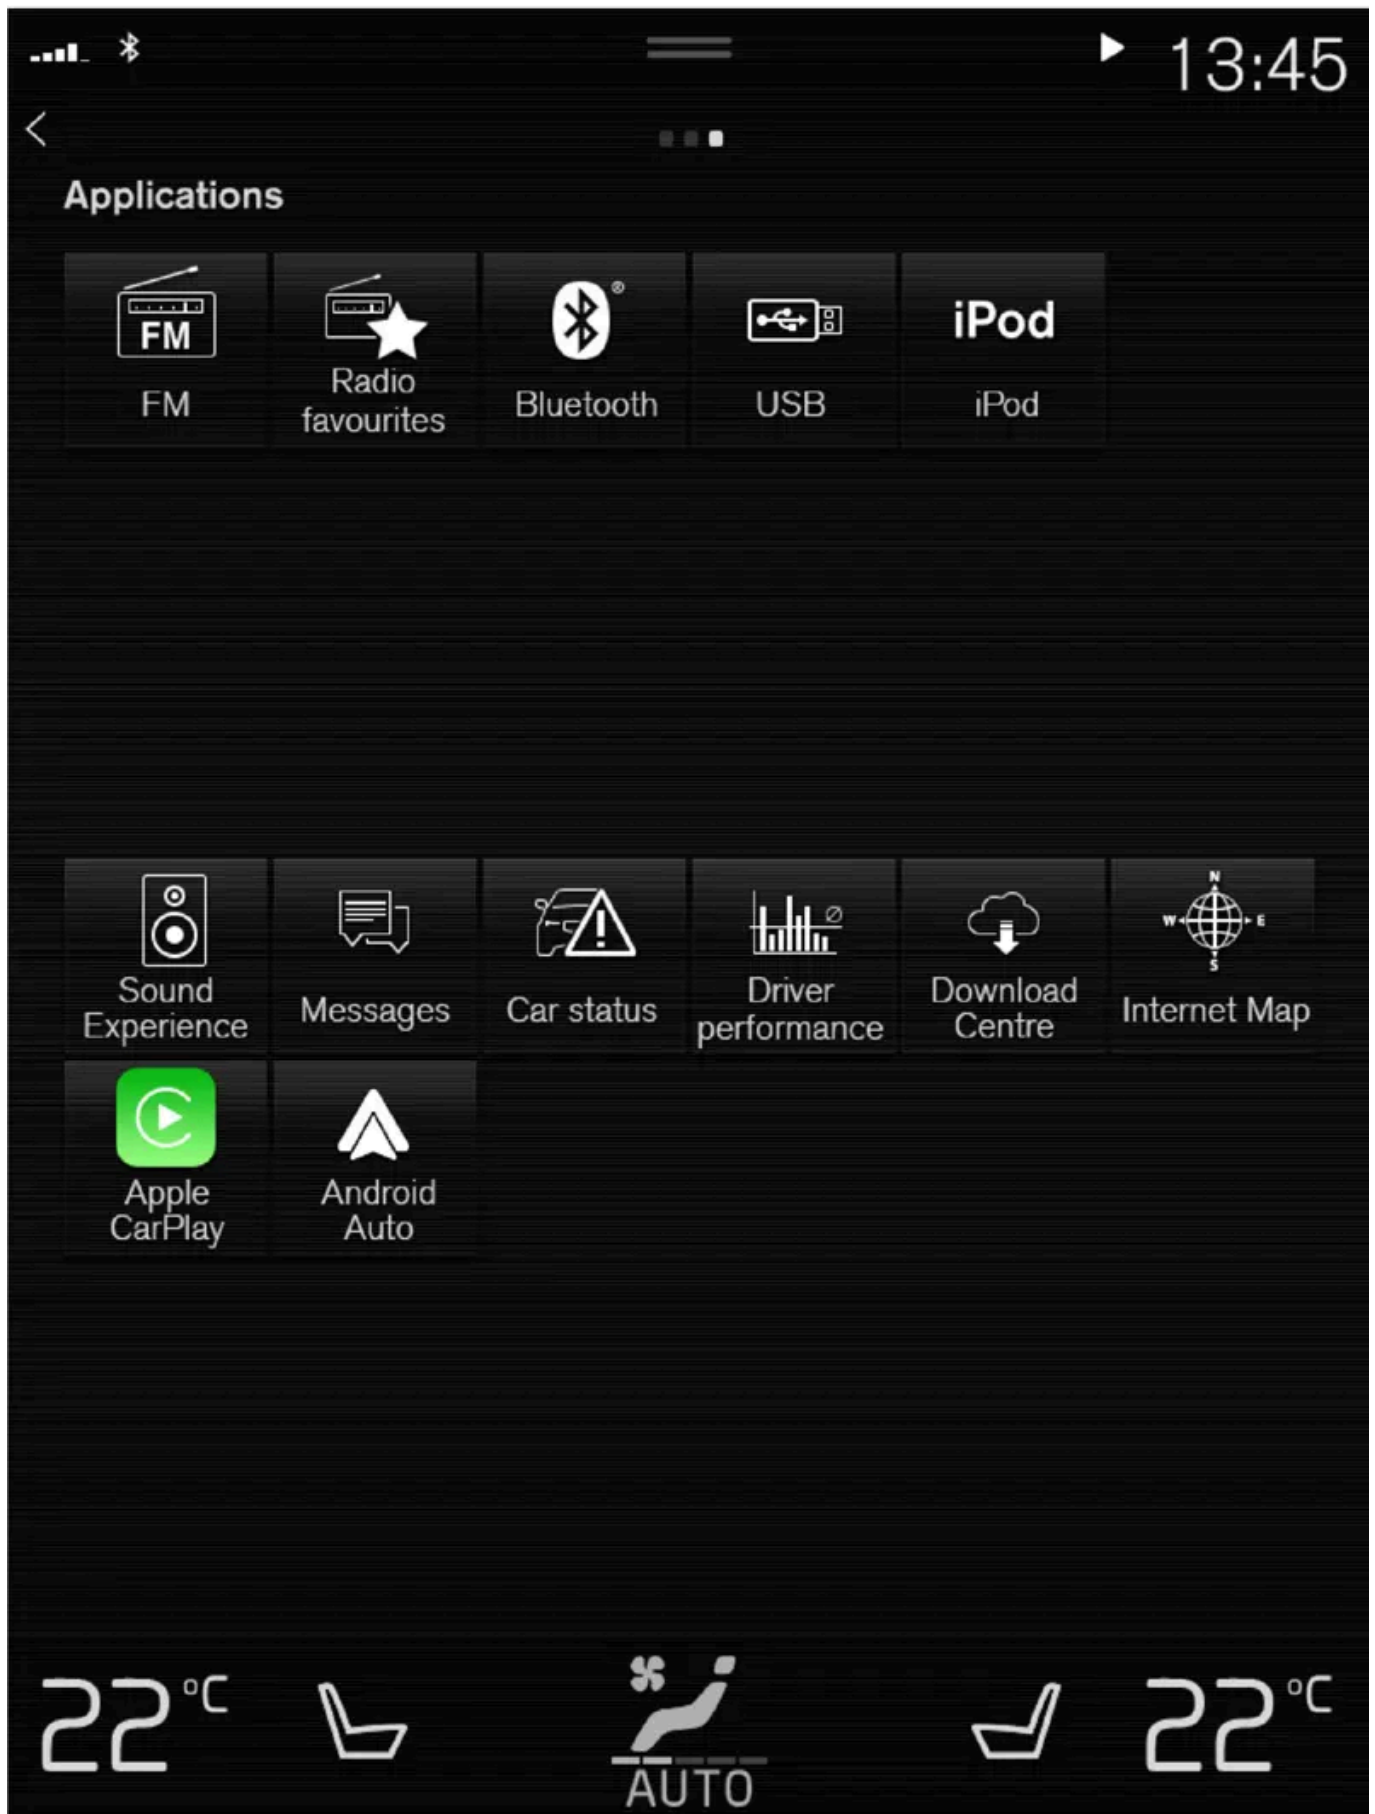 13:45
Applications
FM
FM
Radio
favourites
®
Bluetooth
USB
iPod
iPod
Sound
Experience
Messages
Car status
Driver
performance
Download
Centre
N
W E
S
Internet Map
Apple
CarPlay
Android
Auto
22 °C
AUTO
22 °C